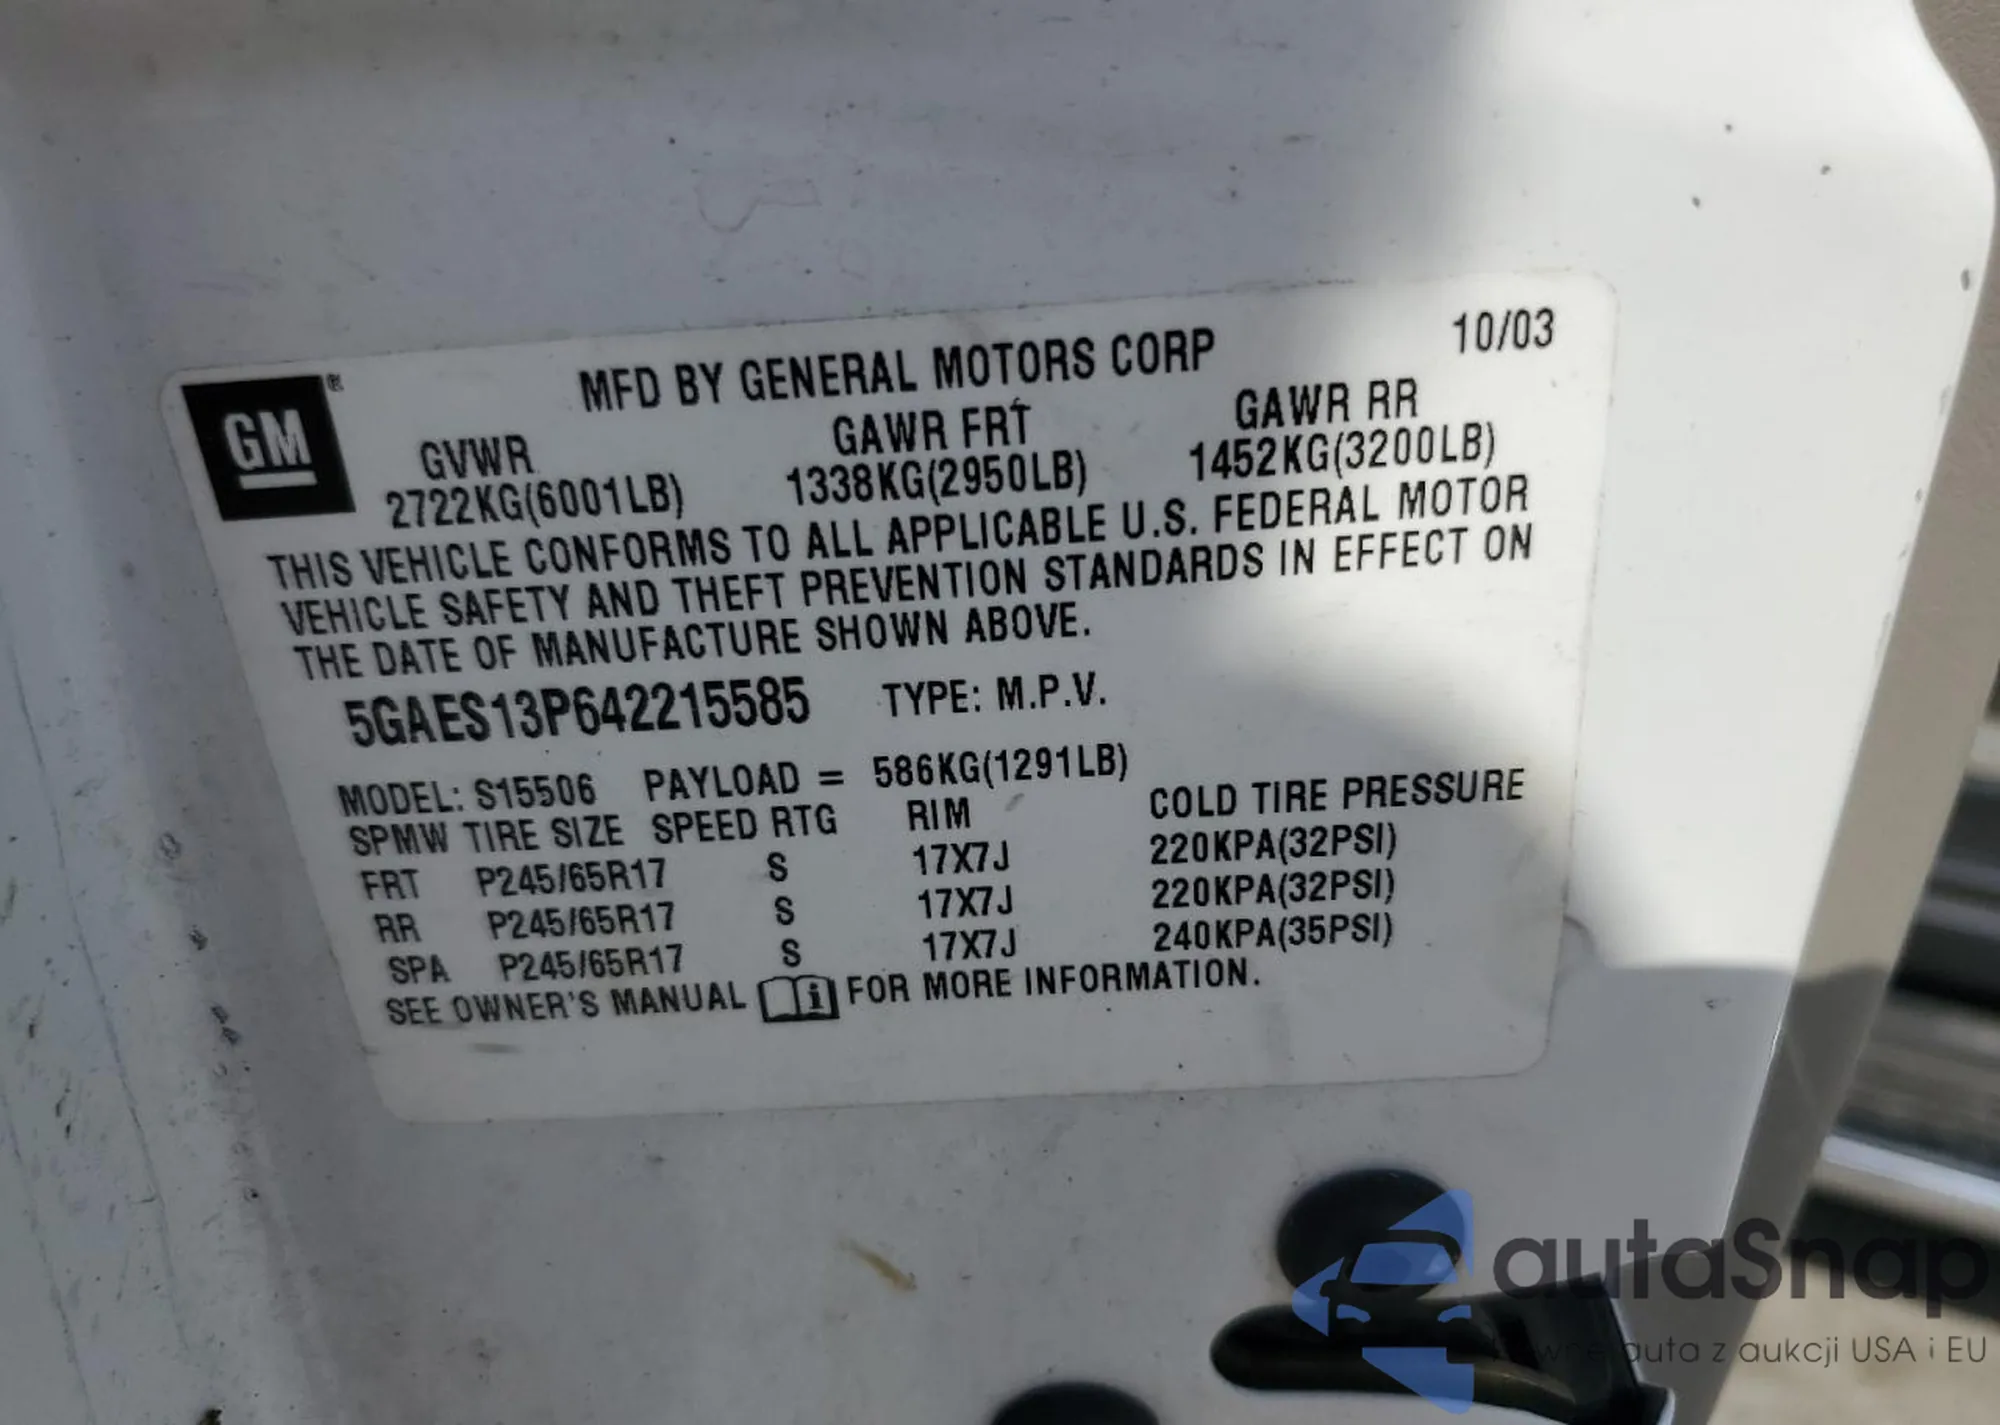 10/03
MFD BY GENERAL MOTORS CORP
GM®
GVWR GAWR FRT GAWR RR
2722KG(6001LB) 1338KG(2950LB) 1452KG(3200LB)
THIS VEHICLE CONFORMS TO ALL APPLICABLE U.S. FEDERAL MOTOR
VEHICLE SAFETY AND THEFT PREVENTION STANDARDS IN EFFECT ON
THE DATE OF MANUFACTURE SHOWN ABOVE.
5GAES13P642215585 TYPE: M.P.V.
MODEL: S15506 PAYLOAD = 586KG(1291LB)
SPMW TIRE SIZE SPEED RTG RIM COLD TIRE PRESSURE
FRT P245/65R17 S 17X7J 220KPA(32PSI)
RR P245/65R17 S 17X7J 220KPA(32PSI)
SPA P245/65R17 S 17X7J 240KPA(35PSI)
SEE OWNER'S MANUAL i FOR MORE INFORMATION.
autaSnap
auta z aukcji USA i EU